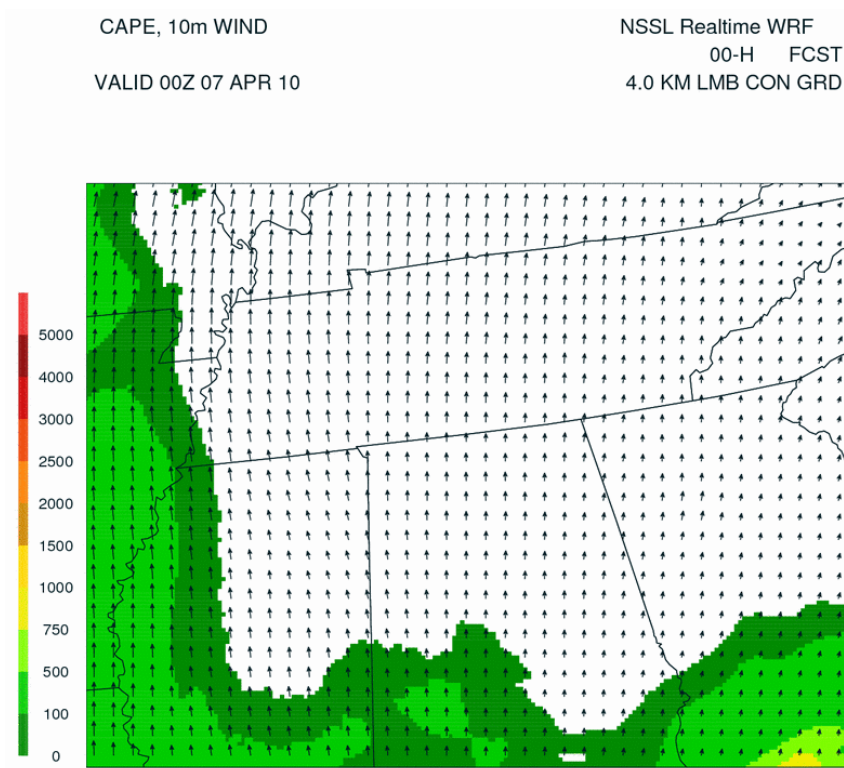 CAPE, 10m WIND
NSSL Realtime WRF
00-H FCST
VALID 00Z 07 APR 10
4.0 KM LMB CON GRD
5000
4000
3000
2500
2000
1500
1000
750
500
100
0